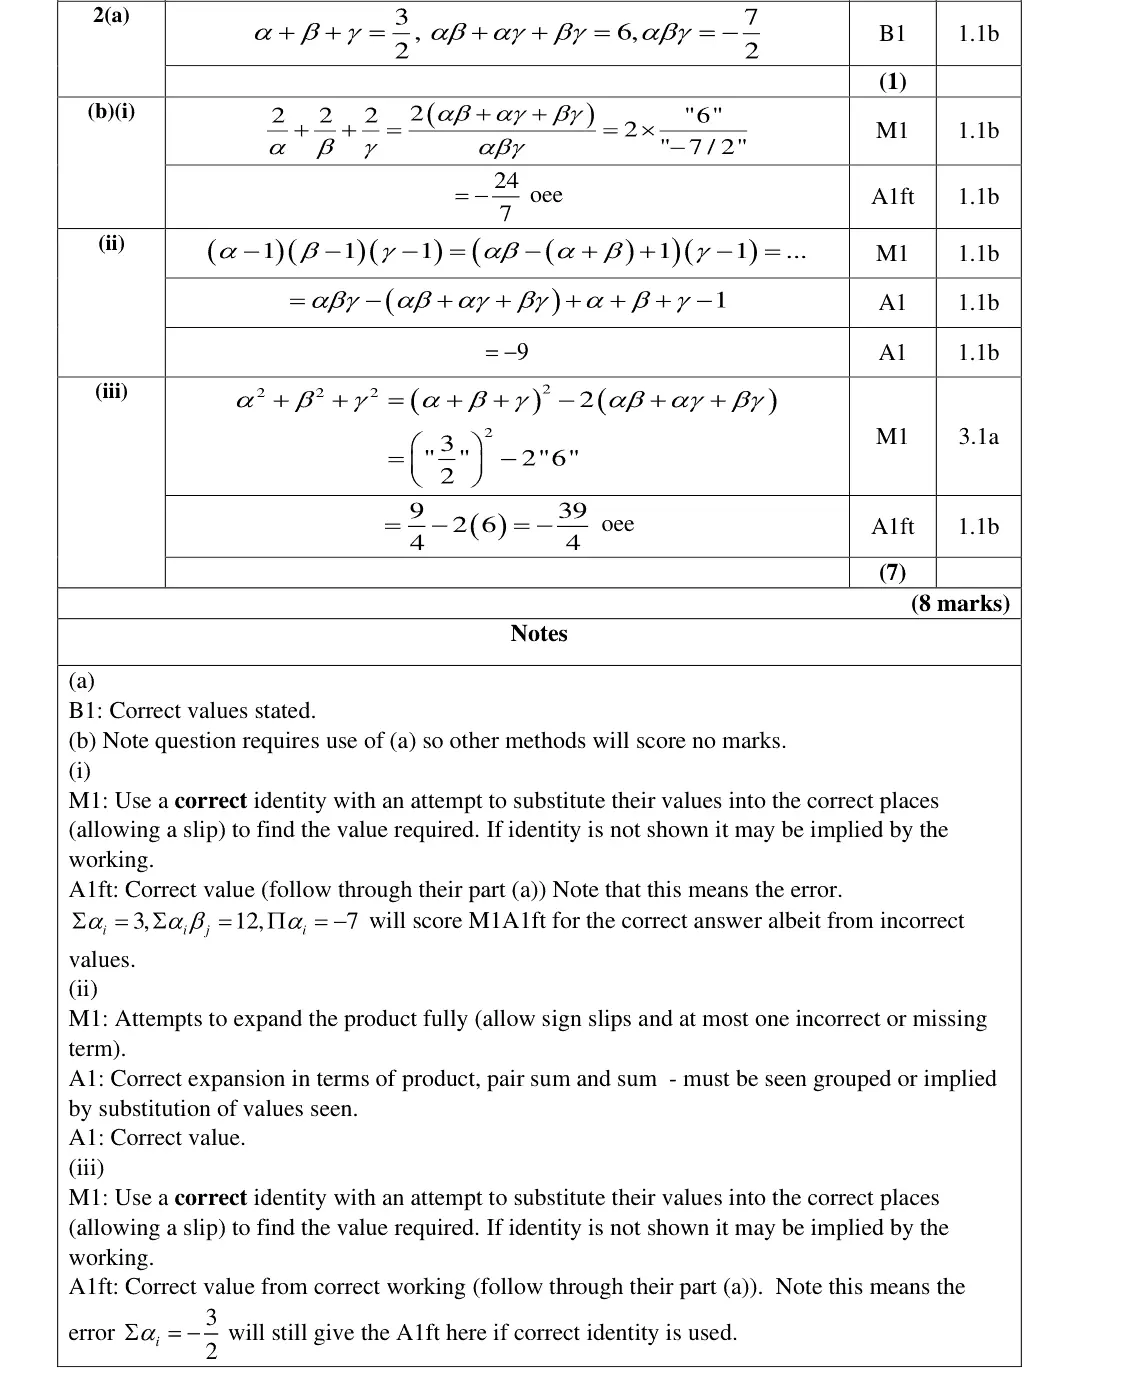 2(a) α + β + γ = 3/2, αβ + αγ + βγ = 6, αβγ = −7/2 B1 1.1b
(1)
(b)(i) 2/α + 2/β + 2/γ = 2(αβ + αγ + βγ)/αβγ = 2 × "6"/"−7/2" M1 1.1b
= −24/7 oee A1ft 1.1b
(ii) (α − 1)(β − 1)(γ − 1) = (αβ − (α + β) + 1)(γ − 1) = ... M1 1.1b
= αβγ − (αβ + αγ + βγ) + α + β + γ − 1 A1 1.1b
= −9 A1 1.1b
(iii) α² + β² + γ² = (α + β + γ)² − 2(αβ + αγ + βγ)
= ("3/2")² − 2"6" M1 3.1a
= 9/4 − 2(6) = −39/4 oee A1ft 1.1b
(7)
(8 marks)
Notes
(a)
B1: Correct values stated.
(b) Note question requires use of (a) so other methods will score no marks.
(i)
M1: Use a correct identity with an attempt to substitute their values into the correct places
(allowing a slip) to find the value required. If identity is not shown it may be implied by the
working.
A1ft: Correct value (follow through their part (a)) Note that this means the error.
Σαᵢ = 3, Σαᵢβⱼ = 12, Παᵢ = −7 will score M1A1ft for the correct answer albeit from incorrect
values.
(ii)
M1: Attempts to expand the product fully (allow sign slips and at most one incorrect or missing
term).
A1: Correct expansion in terms of product, pair sum and sum - must be seen grouped or implied
by substitution of values seen.
A1: Correct value.
(iii)
M1: Use a correct identity with an attempt to substitute their values into the correct places
(allowing a slip) to find the value required. If identity is not shown it may be implied by the
working.
A1ft: Correct value from correct working (follow through their part (a)). Note this means the
error Σαᵢ = −3/2 will still give the A1ft here if correct identity is used.